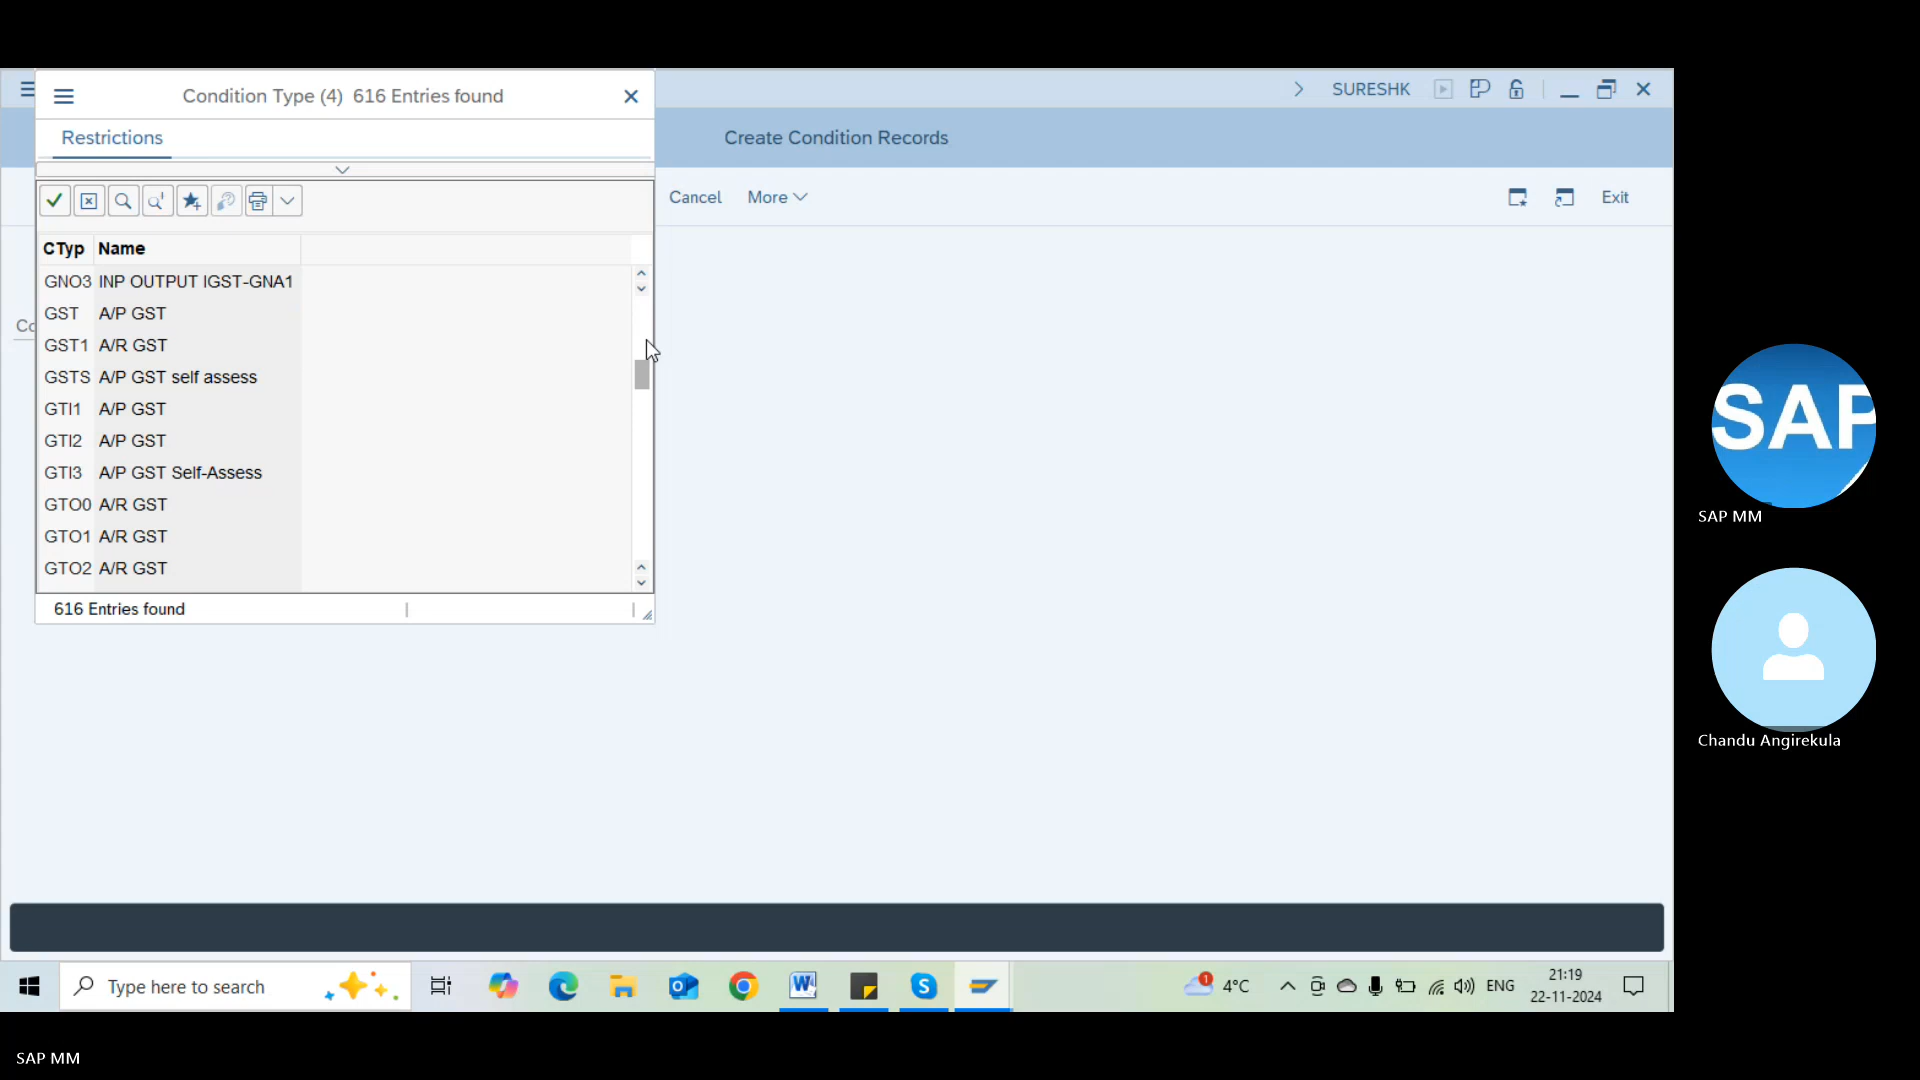 Condition Type (4) 616 Entries found
SURESHK
Restrictions
Create Condition Records
Cancel More Exit
CTyp Name
GNO3 INP OUTPUT IGST-GNA1
GST A/P GST
Co
GST1 A/R GST
GSTS A/P GST self assess
GTI1 A/P GST
GTI2 A/P GST
GTI3 A/P GST Self-Assess
GTO0 A/R GST
GTO1 A/R GST
GTO2 A/R GST
616 Entries found
SAP
SAP MM
Chandu Angirekula
Type here to search
1
4°C
ENG
21:19
22-11-2024
SAP MM